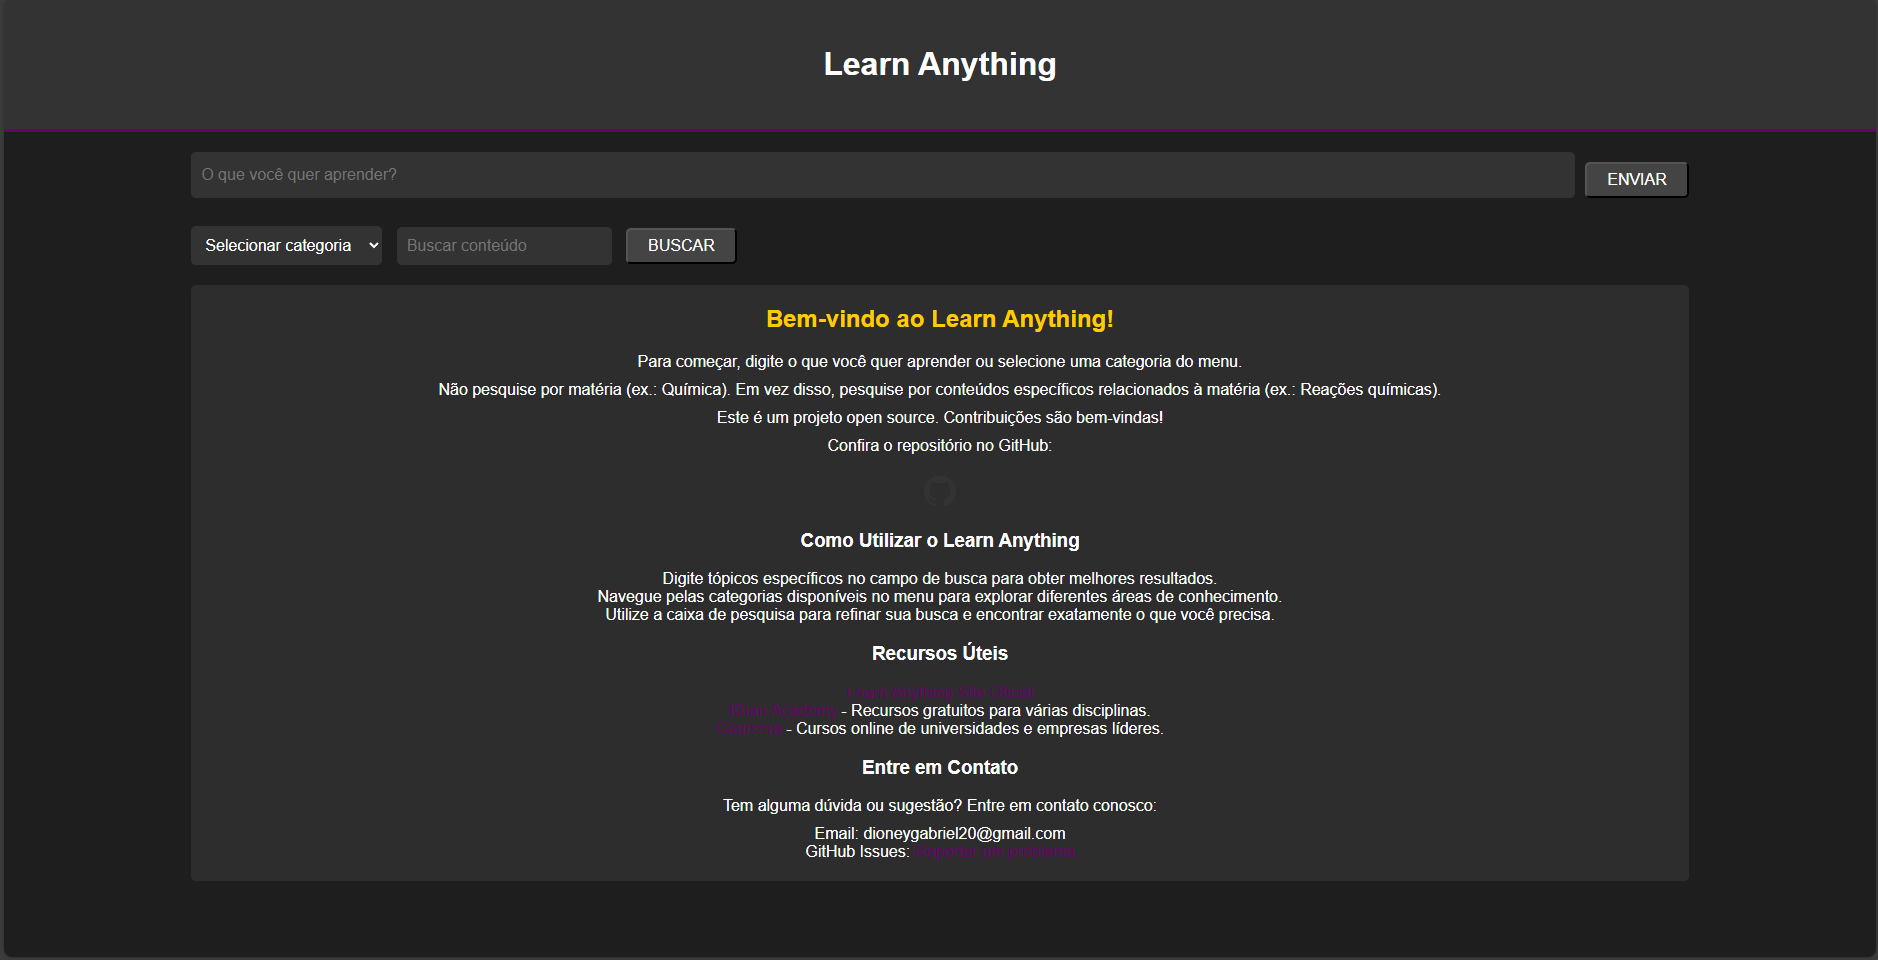 Learn Anything
O que você quer aprender?
ENVIAR
Selecionar categoria
Buscar conteúdo
BUSCAR
Bem-vindo ao Learn Anything!
Para começar, digite o que você quer aprender ou selecione uma categoria do menu.
Não pesquise por matéria (ex.: Química). Em vez disso, pesquise por conteúdos específicos relacionados à matéria (ex.: Reações químicas).
Este é um projeto open source. Contribuições são bem-vindas!
Confira o repositório no GitHub:
Como Utilizar o Learn Anything
Digite tópicos específicos no campo de busca para obter melhores resultados.
Navegue pelas categorias disponíveis no menu para explorar diferentes áreas de conhecimento.
Utilize a caixa de pesquisa para refinar sua busca e encontrar exatamente o que você precisa.
Recursos Úteis
Learn Anything Site Oficial
Khan Academy - Recursos gratuitos para várias disciplinas.
Coursera - Cursos online de universidades e empresas líderes.
Entre em Contato
Tem alguma dúvida ou sugestão? Entre em contato conosco:
Email: dioneygabriel20@gmail.com
GitHub Issues: Reportar um problema